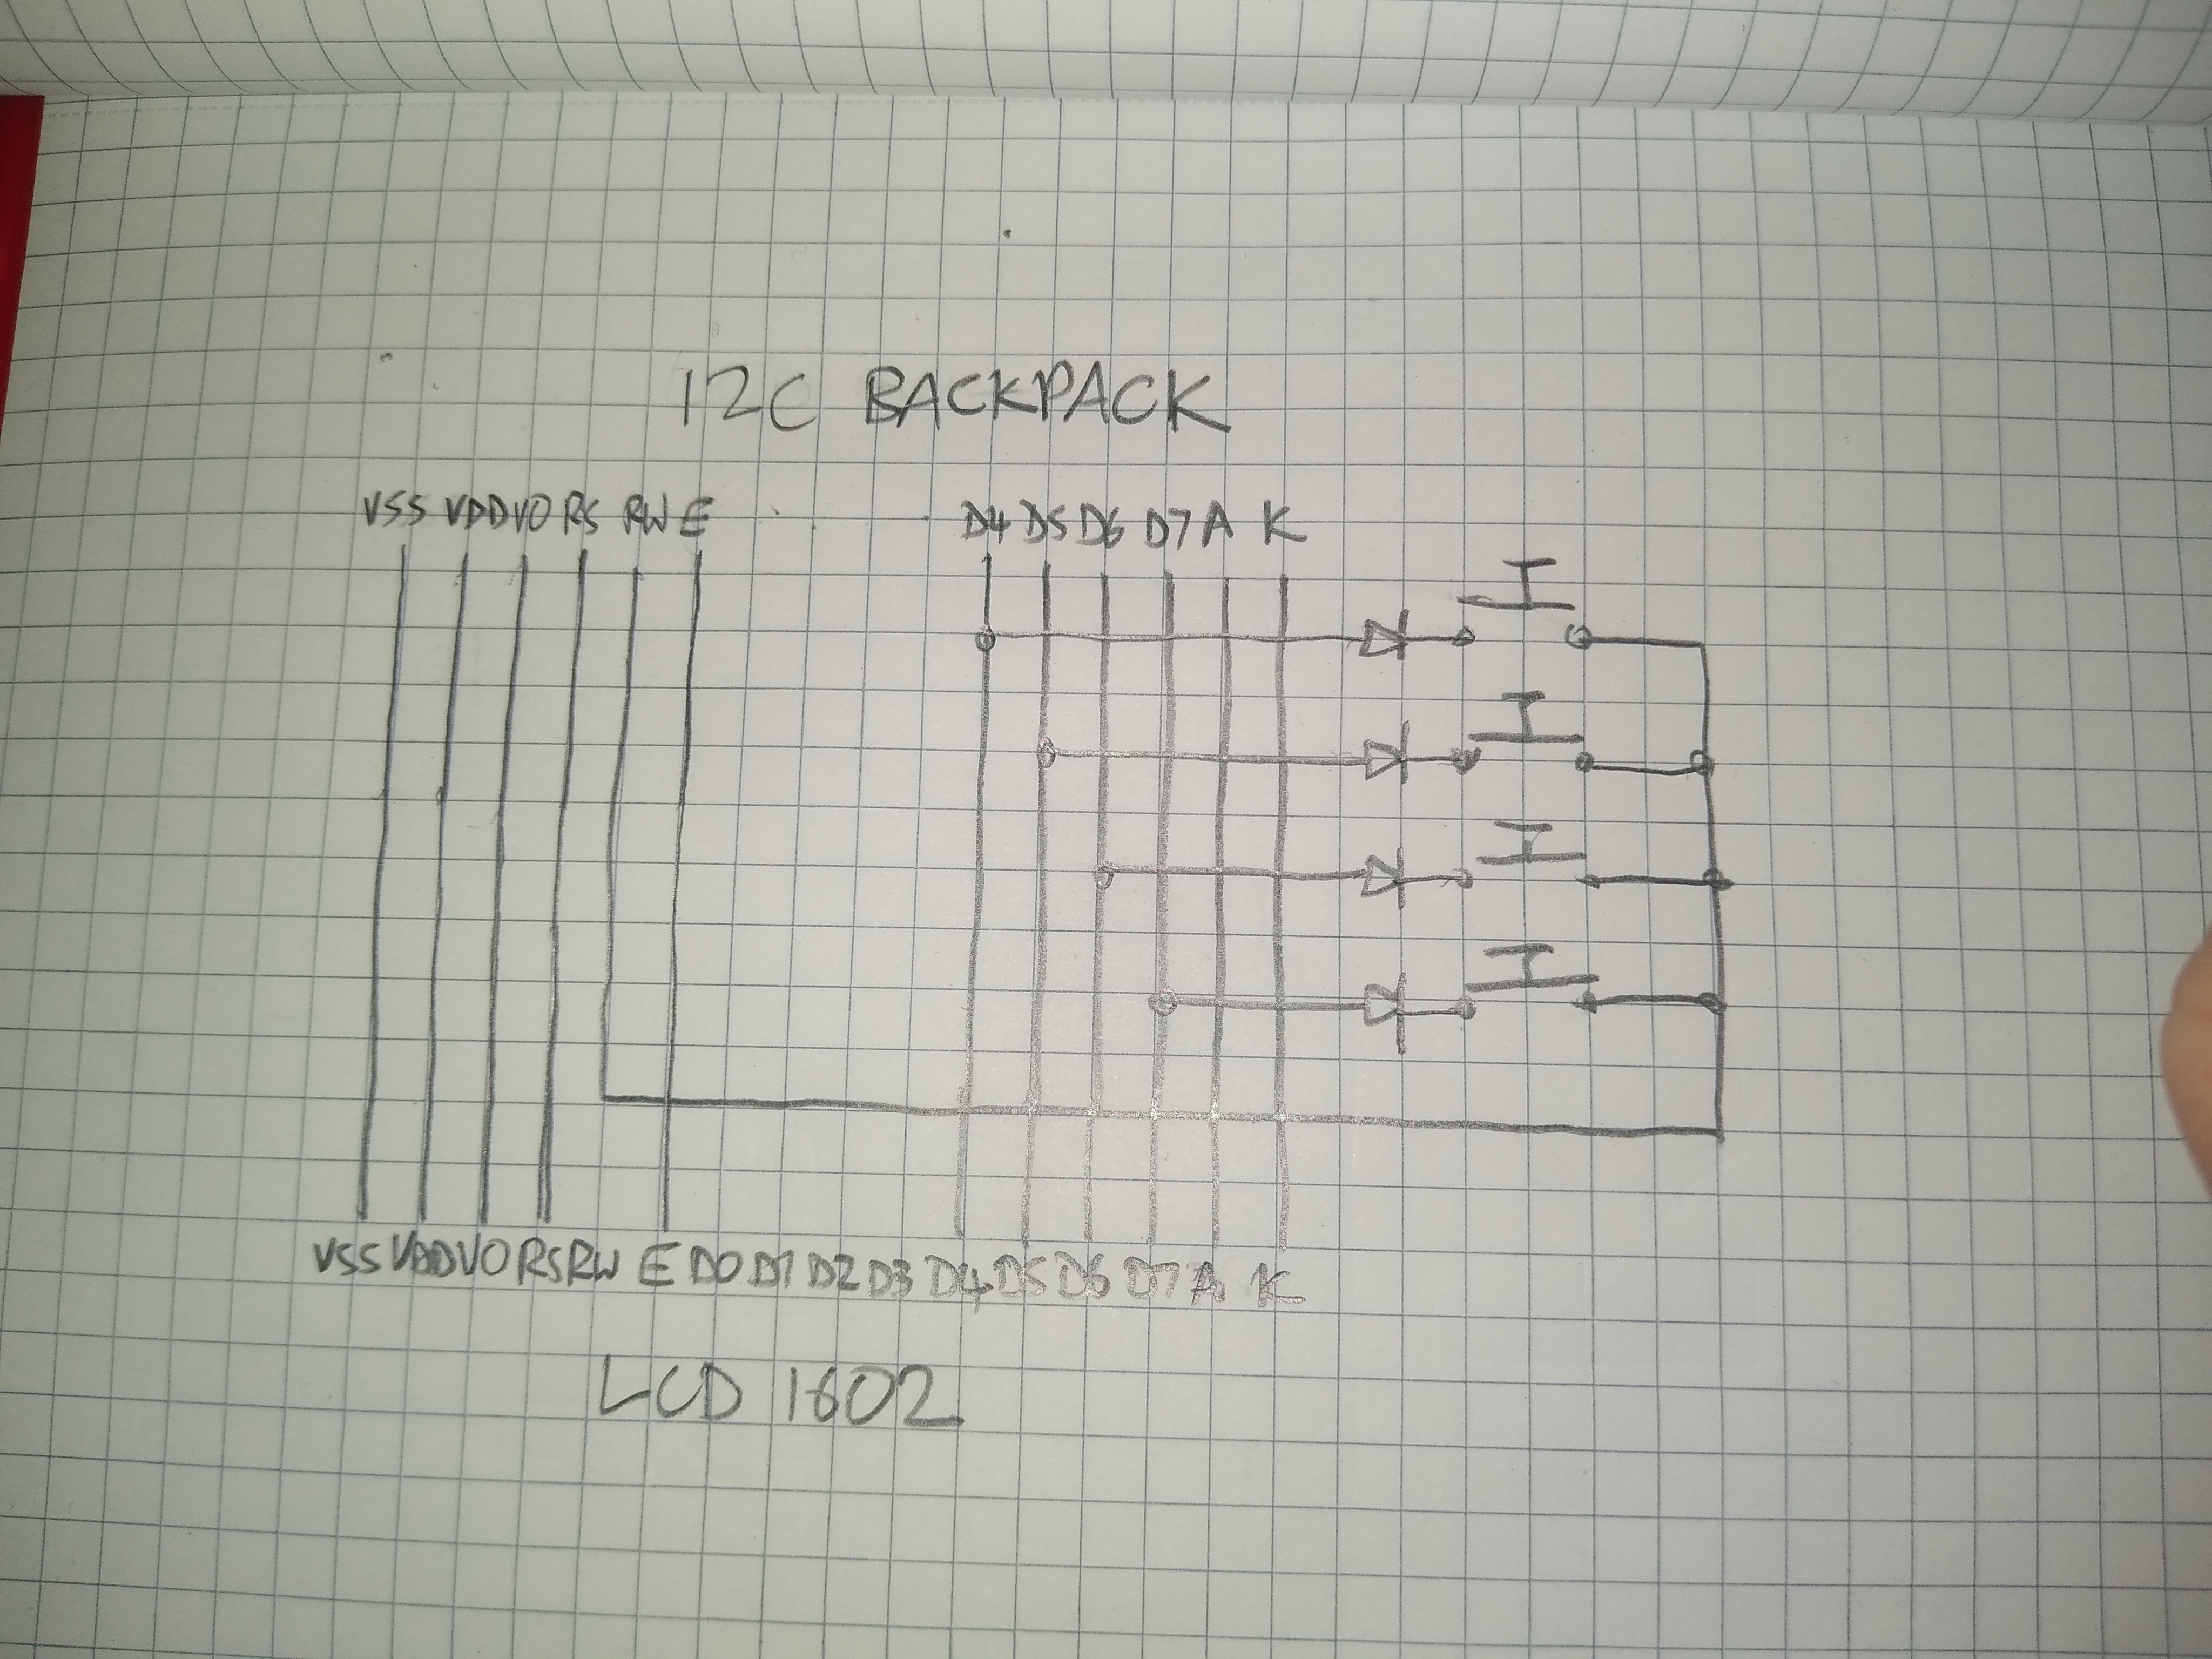 I2C BACKPACK
VSS VDD VO RS RW E D4 D5 D6 D7 A K
VSS VDD VO RS RW E D0 D1 D2 D3 D4 D5 D6 D7 A K
LCD 1602